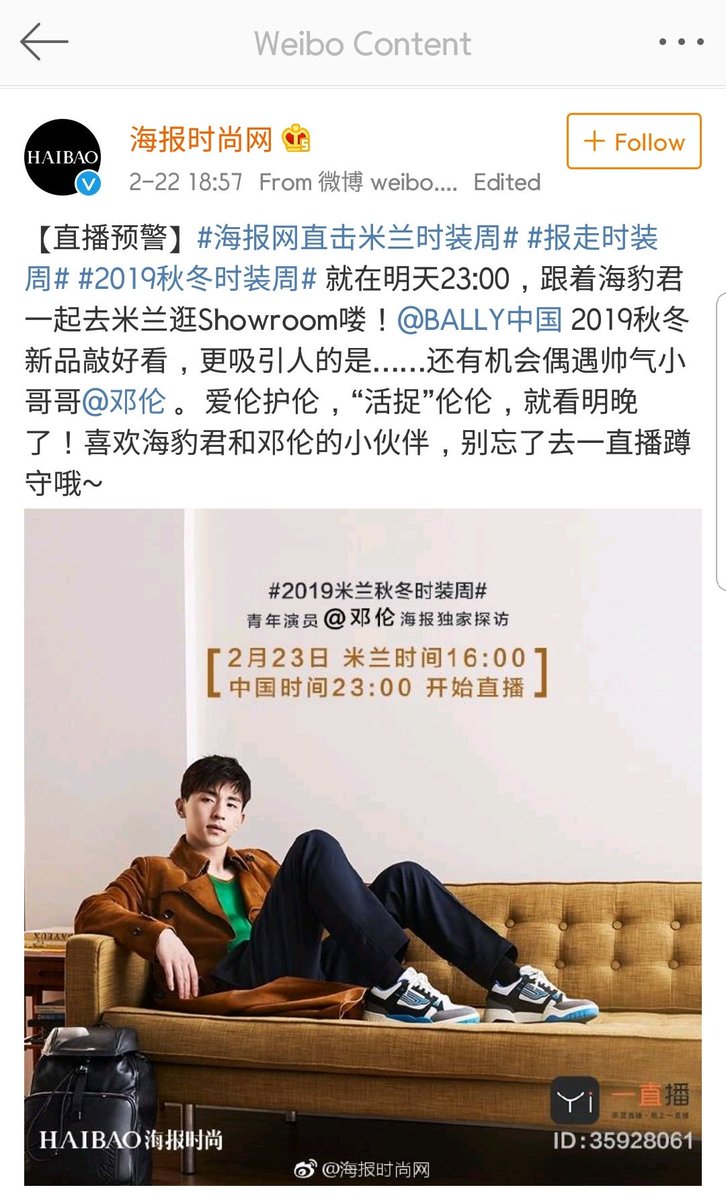 Weibo Content
HAIBAO
海报时尚网
+ Follow
2-22 18:57 From 微博 weibo.... Edited
【直播预警】#海报网直击米兰时装周# #报走时装
周# #2019秋冬时装周# 就在明天23:00，跟着海豹君
一起去米兰逛Showroom喽！@BALLY中国 2019秋冬
新品敲好看，更吸引人的是……还有机会偶遇帅气小
哥哥@邓伦 。爱伦护伦，“活捉”伦伦，就看明晚
了！喜欢海豹君和邓伦的小伙伴，别忘了去一直播蹲
守哦~
#2019米兰秋冬时装周#
青年演员@邓伦 海报独家探访
[2月23日 米兰时间16:00
中国时间23:00 开始直播]
Yi 一直播
ID:35928061
HAIBAO海报时尚
@海报时尚网